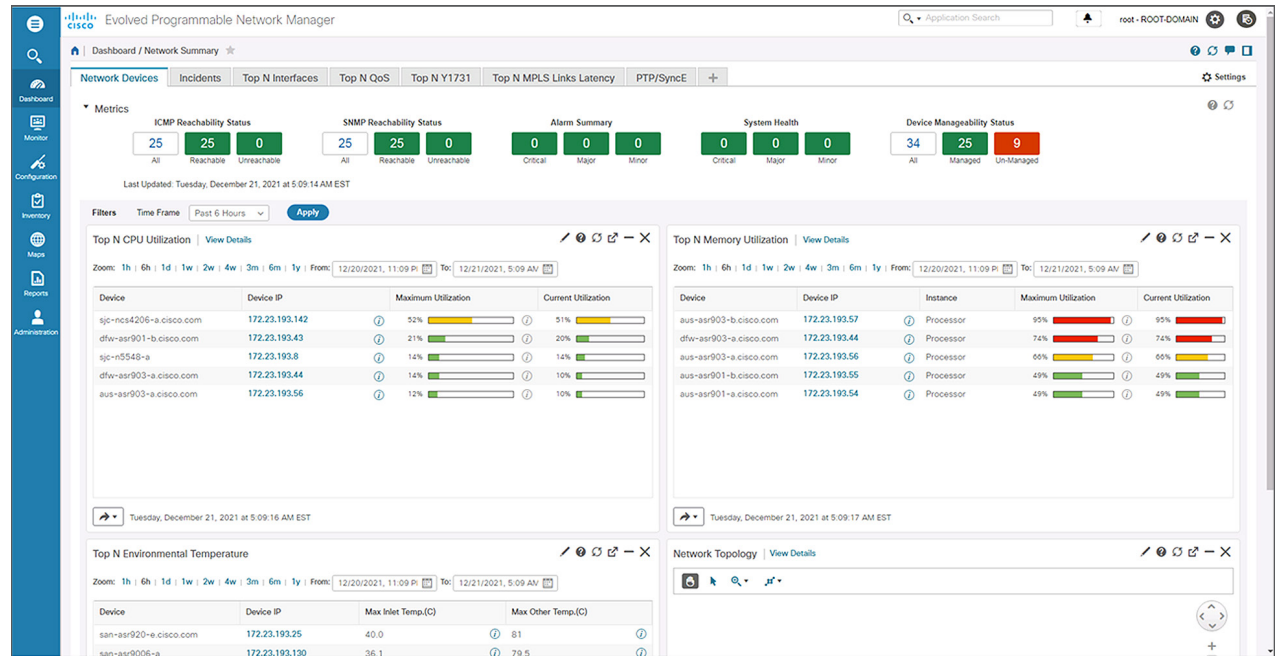 cisco Evolved Programmable Network Manager
Application Search
root - ROOT-DOMAIN
Dashboard / Network Summary
Dashboard
Monitor
Configuration
Inventory
Maps
Reports
Administration
Network Devices Incidents Top N Interfaces Top N QoS Top N Y1731 Top N MPLS Links Latency PTP/SyncE +
Settings
Metrics
ICMP Reachability Status
25 25 0
All Reachable Unreachable
SNMP Reachability Status
25 25 0
All Reachable Unreachable
Alarm Summary
0 0 0
Critical Major Minor
System Health
0 0 0
Critical Major Minor
Device Manageability Status
34 25 9
All Managed Un-Managed
Last Updated: Tuesday, December 21, 2021 at 5:09:14 AM EST
Filters Time Frame Past 6 Hours Apply
Top N CPU Utilization | View Details
Zoom: 1h | 6h | 1d | 1w | 2w | 4w | 3m | 6m | 1y | From: 12/20/2021, 11:09 P To: 12/21/2021, 5:09 AM
Device Device IP Maximum Utilization Current Utilization
sjc-ncs4206-a.cisco.com 172.23.193.142 52% 51%
dfw-asr901-b.cisco.com 172.23.193.43 21% 20%
sjc-n5548-a 172.23.193.8 14% 14%
dfw-asr903-a.cisco.com 172.23.193.44 14% 10%
aus-asr903-a.cisco.com 172.23.193.56 12% 10%
Tuesday, December 21, 2021 at 5:09:16 AM EST
Top N Memory Utilization | View Details
Zoom: 1h | 6h | 1d | 1w | 2w | 4w | 3m | 6m | 1y | From: 12/20/2021, 11:09 P To: 12/21/2021, 5:09 AM
Device Device IP Instance Maximum Utilization Current Utilization
aus-asr903-b.cisco.com 172.23.193.57 Processor 95% 95%
dfw-asr903-a.cisco.com 172.23.193.44 Processor 74% 74%
aus-asr903-a.cisco.com 172.23.193.56 Processor 66% 66%
aus-asr901-b.cisco.com 172.23.193.55 Processor 49% 49%
aus-asr901-a.cisco.com 172.23.193.54 Processor 49% 49%
Tuesday, December 21, 2021 at 5:09:17 AM EST
Top N Environmental Temperature
Zoom: 1h | 6h | 1d | 1w | 2w | 4w | 3m | 6m | 1y | From: 12/20/2021, 11:09 P To: 12/21/2021, 5:09 AM
Device Device IP Max Inlet Temp.(C) Max Other Temp.(C)
san-asr920-e.cisco.com 172.23.193.25 40.0 81
san-asr9006-a 172.23.193.130 36.1 79.5
Network Topology | View Details